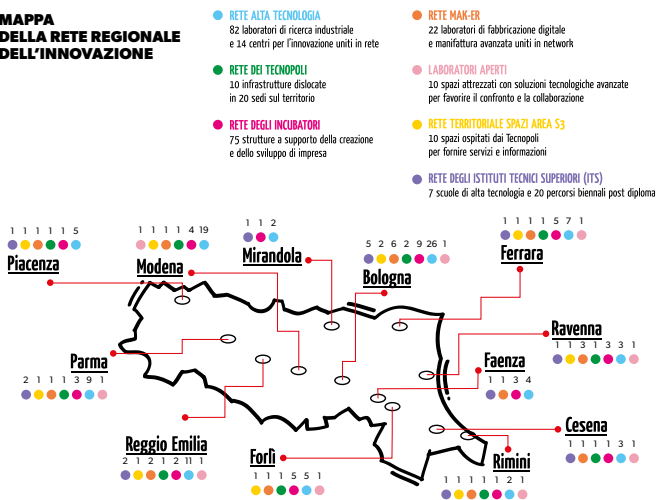 MAPPA
DELLA RETE REGIONALE
DELL'INNOVAZIONE
RETE ALTA TECNOLOGIA
82 laboratori di ricerca industriale
e 14 centri per l'innovazione uniti in rete
RETE DEI TECNOPOLI
10 infrastrutture dislocate
in 20 sedi sul territorio
RETE DEGLI INCUBATORI
75 strutture a supporto della creazione
e dello sviluppo di impresa
RETE MAK-ER
22 laboratori di fabbricazione digitale
e manifattura avanzata uniti in network
LABORATORI APERTI
10 spazi attrezzati con soluzioni tecnologiche avanzate
per favorire il confronto e la collaborazione
RETE TERRITORIALE SPAZI AREA S3
10 spazi ospitati dai Tecnopoli
per fornire servizi e informazioni
RETE DEGLI ISTITUTI TECNICI SUPERIORI (ITS)
7 scuole di alta tecnologia e 20 percorsi biennali post diploma
1 1 1 1 1 5
Piacenza
1 1 1 1 4 19
Modena
1 1 2
Mirandola
5 2 6 2 9 26 1
Bologna
1 1 1 1 5 7 1
Ferrara
Ravenna
1 1 3 1 3 3 1
Parma
2 1 1 1 3 9 1
Faenza
1 1 3 4
Reggio Emilia
2 1 2 1 2 11 1
Forlì
1 1 1 5 5 1
Cesena
1 1 1 1 3 1
Rimini
1 1 1 1 1 2 1